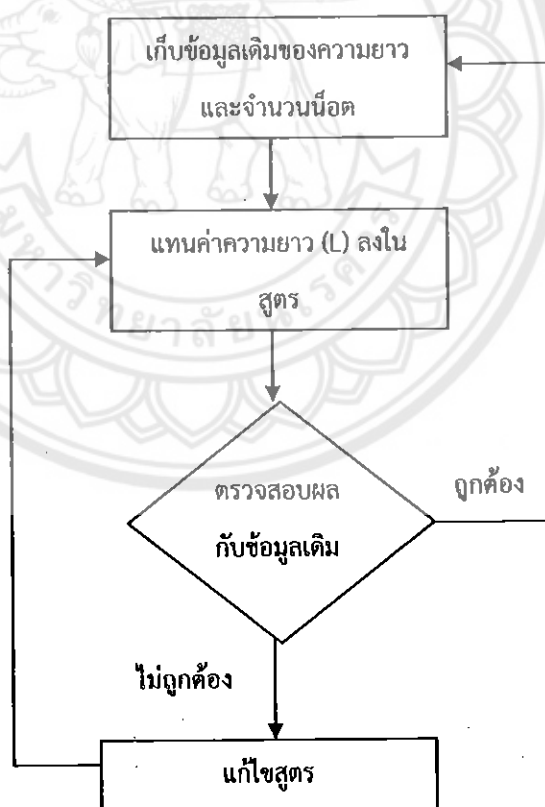 เก็บข้อมูลเดิมของความยาว
และจำนวนน็อต
แทนค่าความยาว (L) ลงใน
สูตร
ตรวจสอบผล
กับข้อมูลเดิม
ถูกต้อง
ไม่ถูกต้อง
แก้ไขสูตร